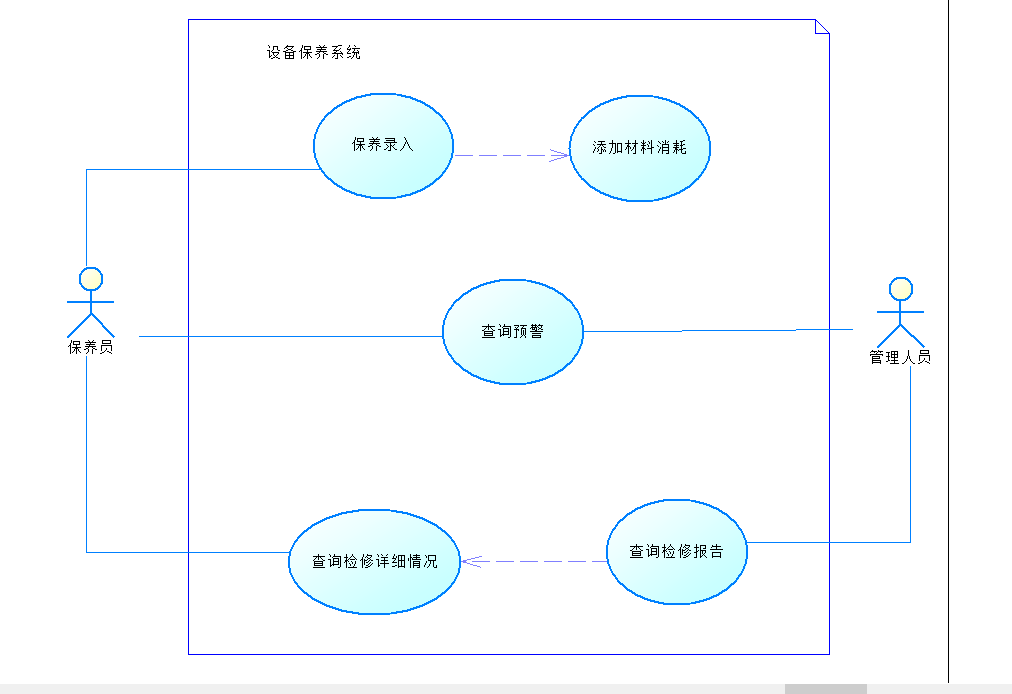 设备保养系统
保养录入
添加材料消耗
查询预警
保养员
管理人员
查询检修详细情况
查询检修报告